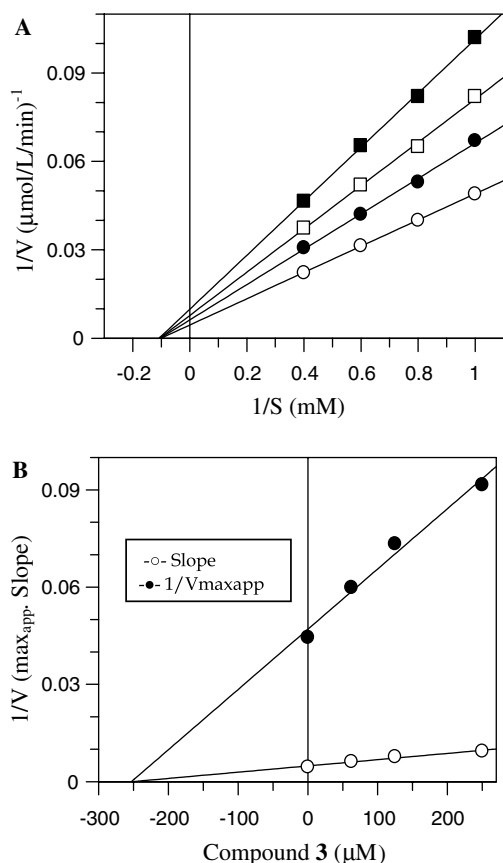 A
1/V (μmol/L/min)⁻¹
0.09
0.06
0.03
0
-0.2 0 0.2 0.4 0.6 0.8 1
1/S (mM)
B
1/V (max_app. Slope)
0.09
0.06
0.03
0
-○- Slope
-●- 1/Vmaxapp
-300 -200 -100 0 100 200
Compound 3 (μM)